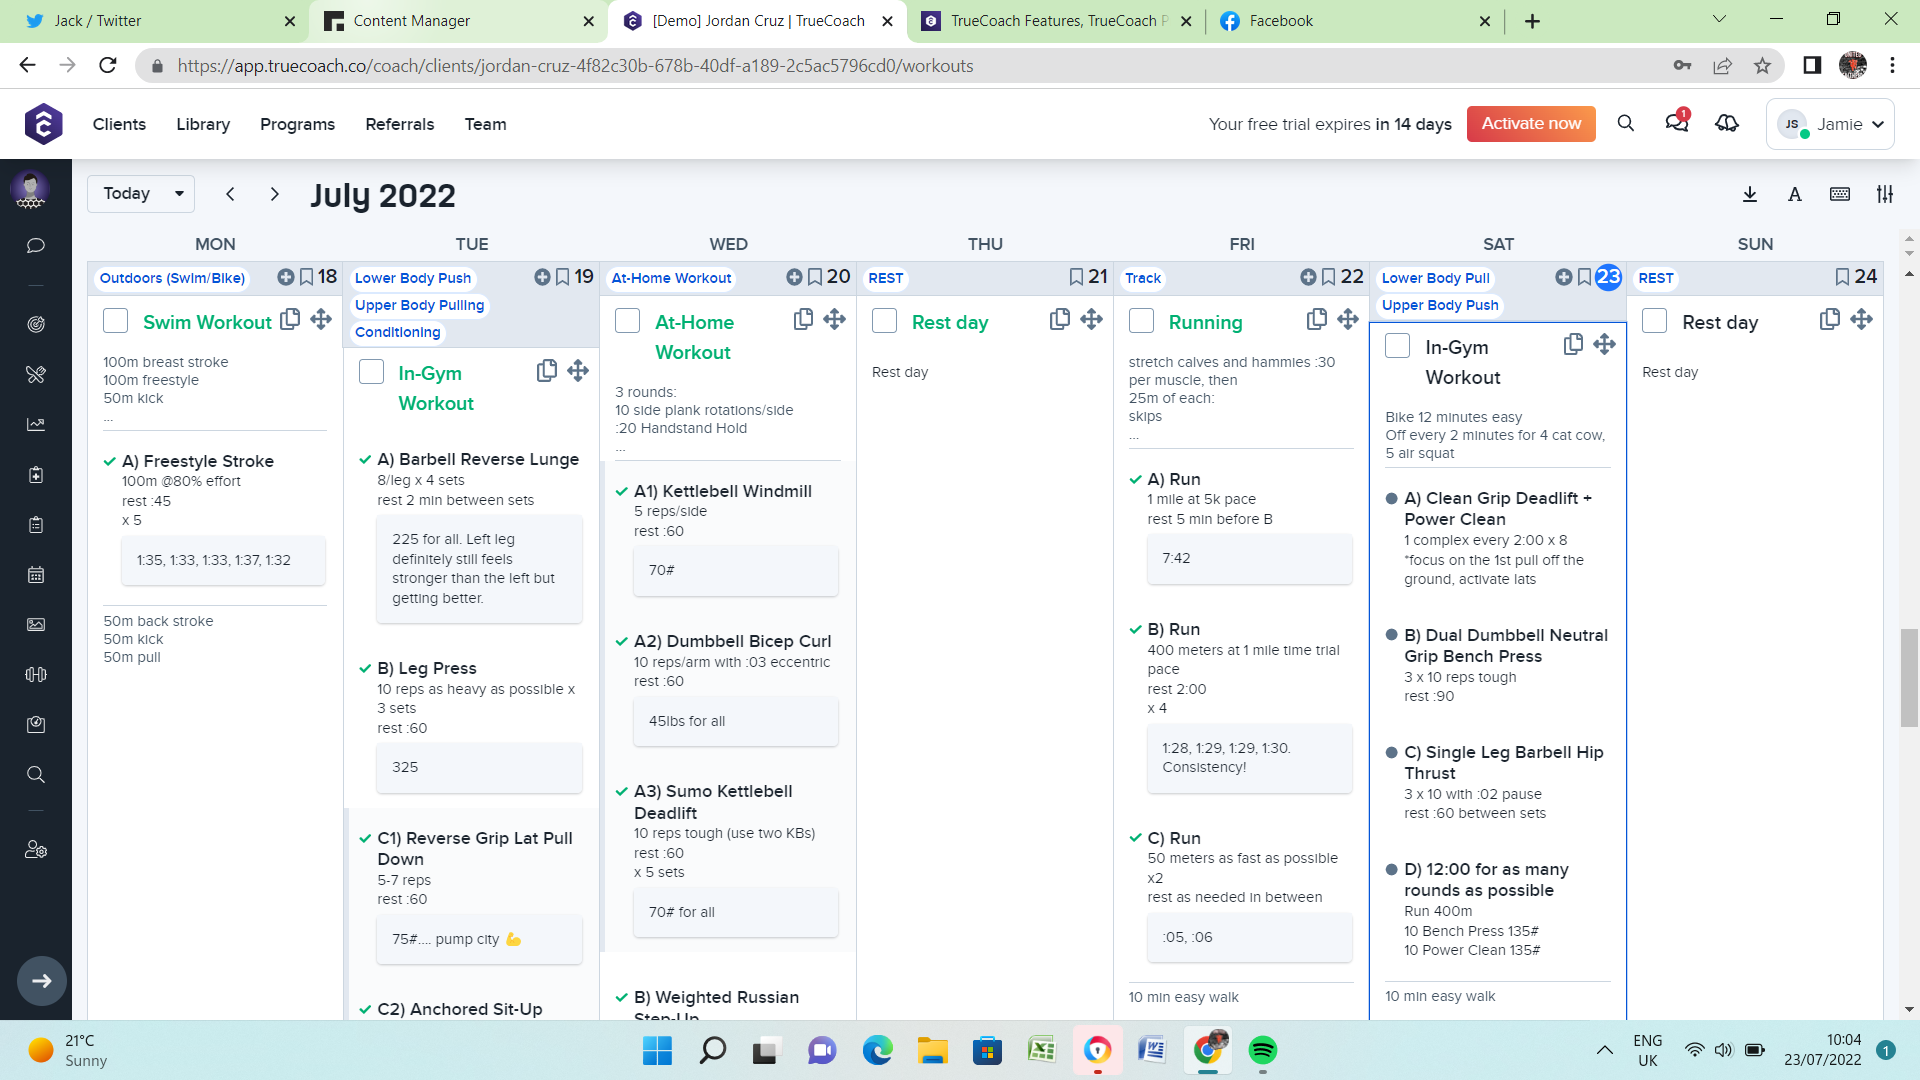 Jack / Twitter
Content Manager
[Demo] Jordan Cruz | TrueCoach
TrueCoach Features, TrueCoach P
Facebook
https://app.truecoach.co/coach/clients/jordan-cruz-4f82c30b-678b-40df-a189-2c5ac5796cd0/workouts
Clients
Library
Programs
Referrals
Team
Your free trial expires in 14 days
Activate now
1
JS
Jamie
Today
July 2022
MON
TUE
WED
THU
FRI
SAT
SUN
Outdoors (Swim/Bike)
18
Swim Workout
100m breast stroke
100m freestyle
50m kick
...
A) Freestyle Stroke
100m @80% effort
rest :45
x 5
1:35, 1:33, 1:33, 1:37, 1:32
50m back stroke
50m kick
50m pull
Lower Body Push
19
Upper Body Pulling
Conditioning
In-Gym
Workout
A) Barbell Reverse Lunge
8/leg x 4 sets
rest 2 min between sets
225 for all. Left leg
definitely still feels
stronger than the left but
getting better.
B) Leg Press
10 reps as heavy as possible x
3 sets
rest :60
325
C1) Reverse Grip Lat Pull
Down
5-7 reps
rest :60
75#.... pump city 💪
C2) Anchored Sit-Up
At-Home Workout
20
At-Home
Workout
3 rounds:
10 side plank rotations/side
:20 Handstand Hold
...
A1) Kettlebell Windmill
5 reps/side
rest :60
70#
A2) Dumbbell Bicep Curl
10 reps/arm with :03 eccentric
rest :60
45lbs for all
A3) Sumo Kettlebell
Deadlift
10 reps tough (use two KBs)
rest :60
x 5 sets
70# for all
B) Weighted Russian
Step-Up
REST
21
Rest day
Rest day
Track
22
Running
stretch calves and hammies :30
per muscle, then
25m of each:
skips
...
A) Run
1 mile at 5k pace
rest 5 min before B
7:42
B) Run
400 meters at 1 mile time trial
pace
rest 2:00
x 4
1:28, 1:29, 1:29, 1:30.
Consistency!
C) Run
50 meters as fast as possible
x2
rest as needed in between
:05, :06
10 min easy walk
Lower Body Pull
23
Upper Body Push
In-Gym
Workout
Bike 12 minutes easy
Off every 2 minutes for 4 cat cow,
5 air squat
A) Clean Grip Deadlift +
Power Clean
1 complex every 2:00 x 8
*focus on the 1st pull off the
ground, activate lats
B) Dual Dumbbell Neutral
Grip Bench Press
3 x 10 reps tough
rest :90
C) Single Leg Barbell Hip
Thrust
3 x 10 with :02 pause
rest :60 between sets
D) 12:00 for as many
rounds as possible
Run 400m
10 Bench Press 135#
10 Power Clean 135#
10 min easy walk
REST
24
Rest day
Rest day
21°C
Sunny
ENG
UK
10:04
23/07/2022
1